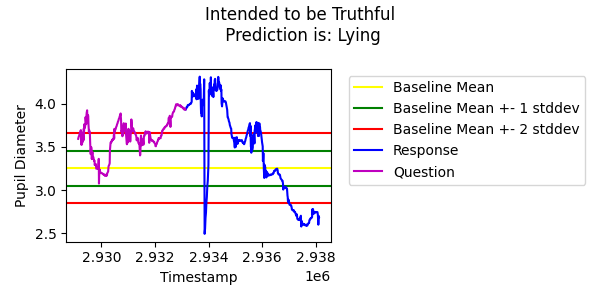 Intended to be Truthful
Prediction is: Lying
Pupil Diameter
4.0
3.5
3.0
2.5
2.930
2.932
2.934
2.936
2.938
1e6
Timestamp
Baseline Mean
Baseline Mean +- 1 stddev
Baseline Mean +- 2 stddev
Response
Question